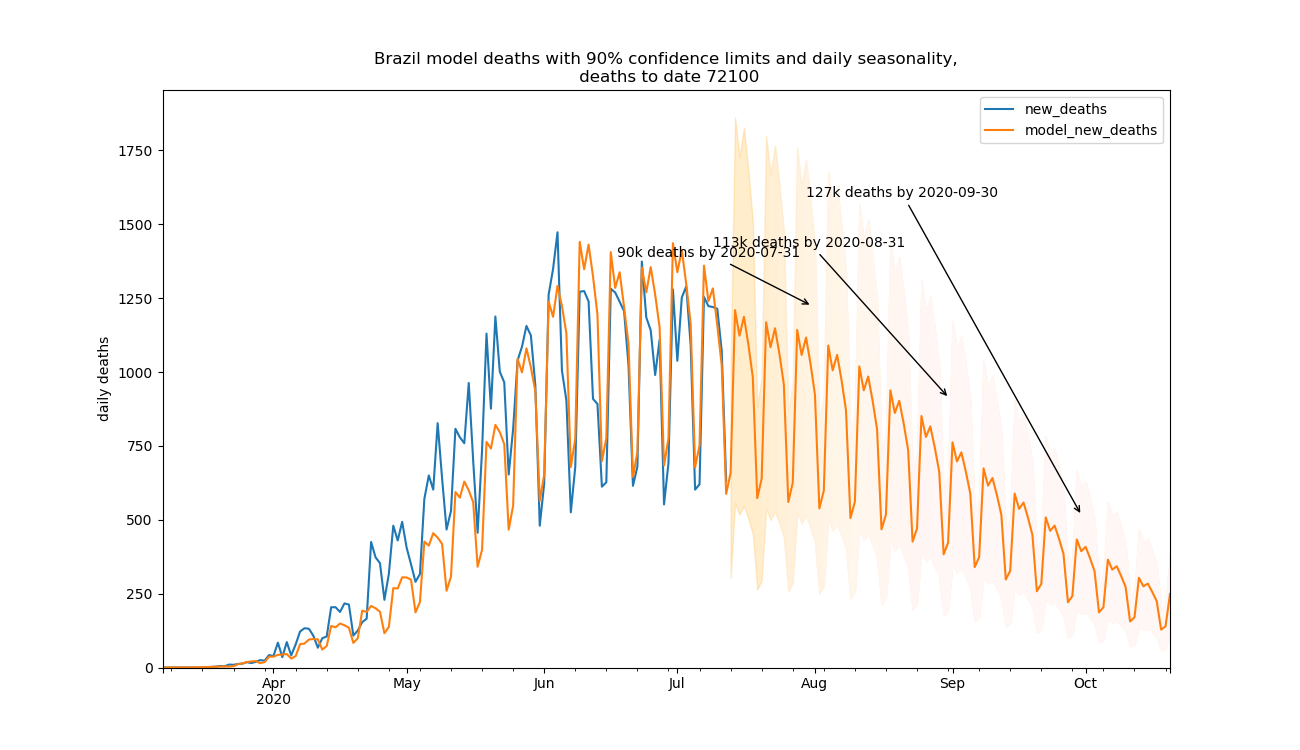 Brazil model deaths with 90% confidence limits and daily seasonality,
deaths to date 72100
new_deaths
model_new_deaths
127k deaths by 2020-09-30
113k deaths by 2020-08-31
90k deaths by 2020-07-31
daily deaths
1750
1500
1250
1000
750
500
250
0
Apr
2020
May
Jun
Jul
Aug
Sep
Oct